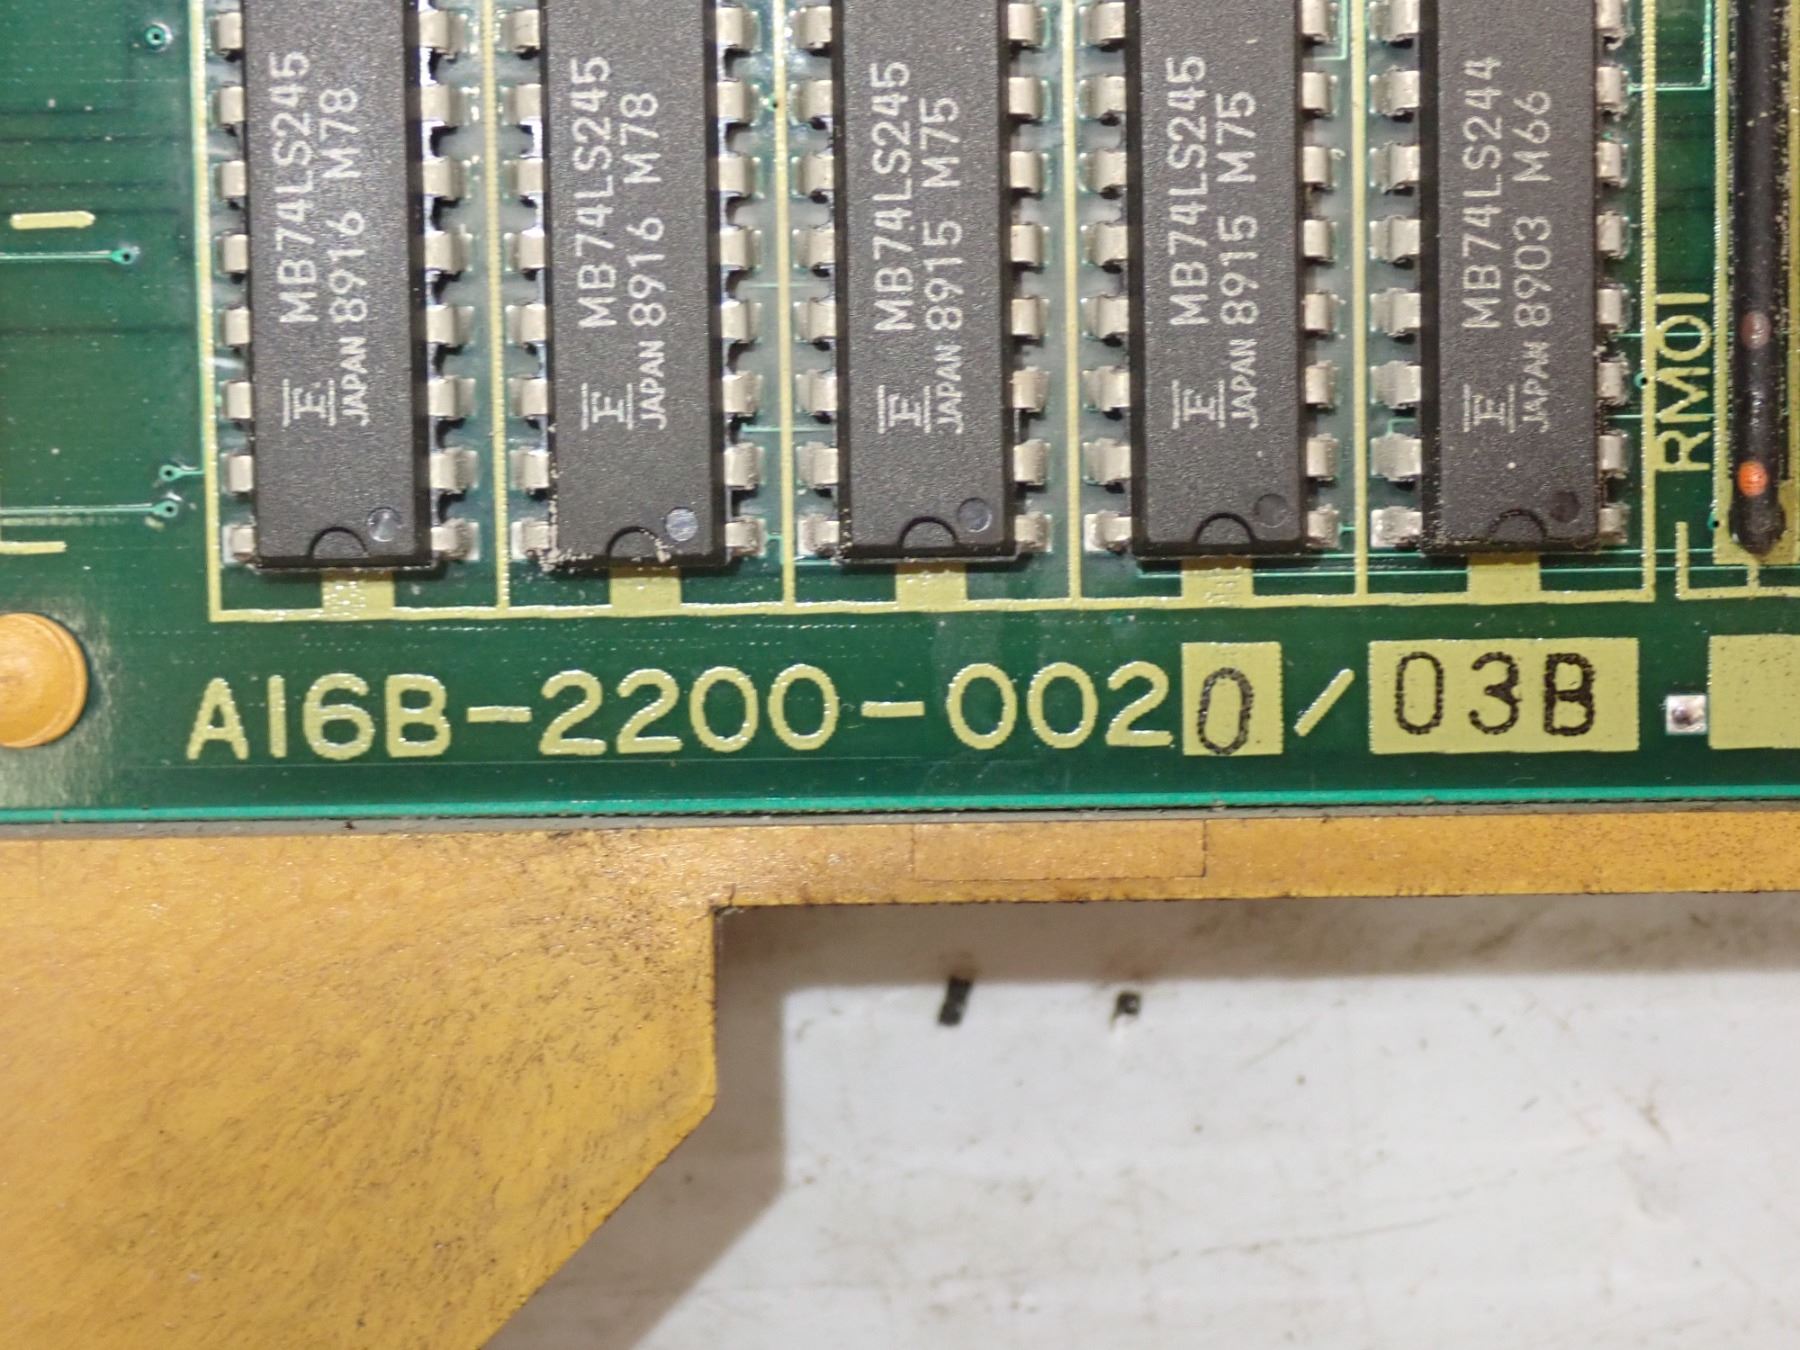 MB74LS245
F JAPAN 8916 M78
MB74LS245
F JAPAN 8916 M78
MB74LS245
F JAPAN 8915 M75
MB74LS245
F JAPAN 8915 M75
MB74LS244
F JAPAN 8903 M66
RM01
A16B-2200-0020/03B